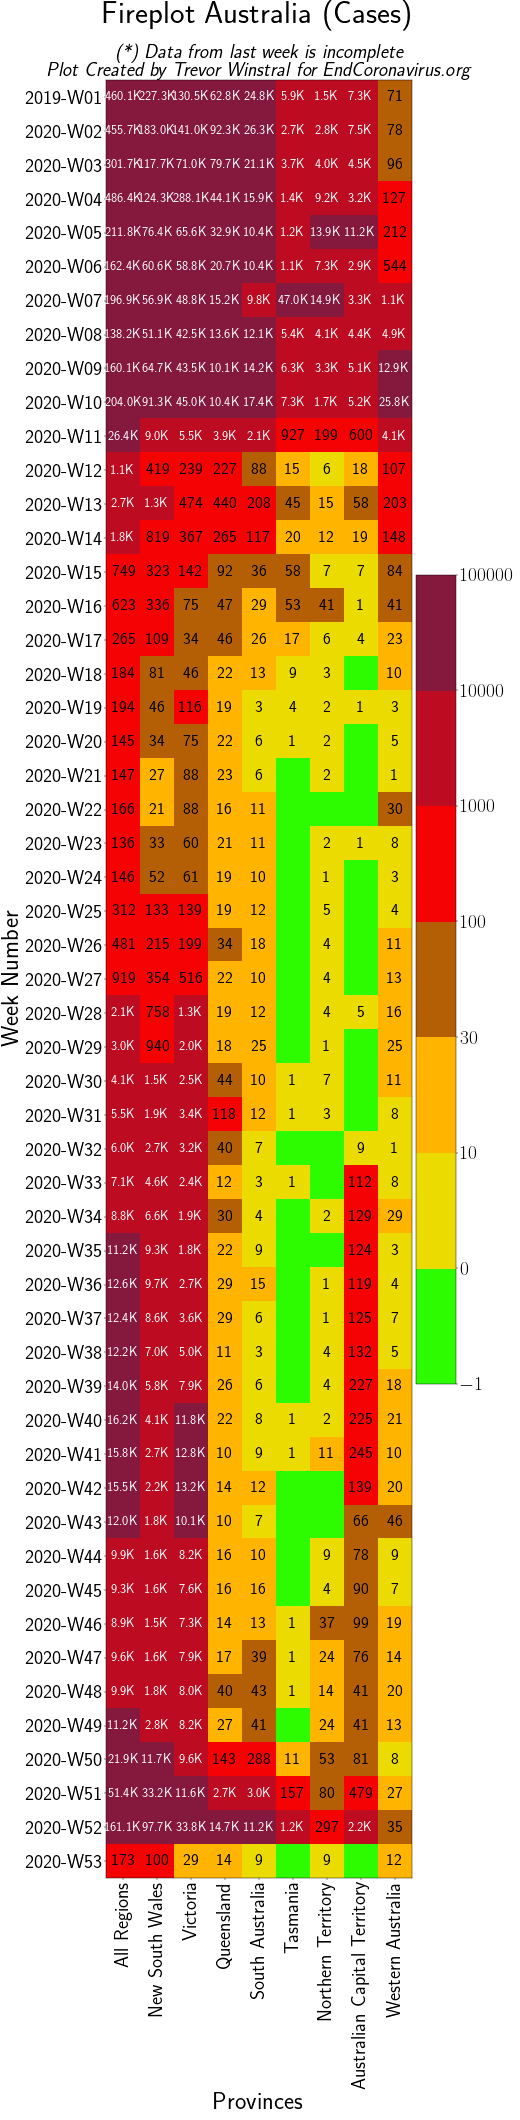 Fireplot Australia (Cases)
(*) Data from last week is incomplete
Plot Created by Trevor Winstral for EndCoronavirus.org
2019-W01 460.1K 227.3K 130.5K 62.8K 24.8K 5.9K 1.5K 7.3K 71
2020-W02 455.7K 183.0K 141.0K 92.3K 26.3K 2.7K 2.8K 7.5K 78
2020-W03 301.7K 117.7K 71.0K 79.7K 21.1K 3.7K 4.0K 4.5K 96
2020-W04 486.4K 124.3K 288.1K 44.1K 15.9K 1.4K 9.2K 3.2K 127
2020-W05 211.8K 76.4K 65.6K 32.9K 10.4K 1.2K 13.9K 11.2K 212
2020-W06 162.4K 60.6K 58.8K 20.7K 10.4K 1.1K 7.3K 2.9K 544
2020-W07 196.9K 56.9K 48.8K 15.2K 9.8K 47.0K 14.9K 3.3K 1.1K
2020-W08 138.2K 51.1K 42.5K 13.6K 12.1K 5.4K 4.1K 4.4K 4.9K
2020-W09 160.1K 64.7K 43.5K 10.1K 14.2K 6.3K 3.3K 5.1K 12.9K
2020-W10 204.0K 91.3K 45.0K 10.4K 17.4K 7.3K 1.7K 5.2K 25.8K
2020-W11 26.4K 9.0K 5.5K 3.9K 2.1K 927 199 600 4.1K
2020-W12 1.1K 419 239 227 88 15 6 18 107
2020-W13 2.7K 1.3K 474 440 208 45 15 58 203
2020-W14 1.8K 819 367 265 117 20 12 19 148
2020-W15 749 323 142 92 36 58 7 7 84
2020-W16 623 336 75 47 29 53 41 1 41
2020-W17 265 109 34 46 26 17 6 4 23
2020-W18 184 81 46 22 13 9 3 10
2020-W19 194 46 116 19 3 4 2 1 3
2020-W20 145 34 75 22 6 1 2 5
2020-W21 147 27 88 23 6 2 1
2020-W22 166 21 88 16 11 30
2020-W23 136 33 60 21 11 2 1 8
2020-W24 146 52 61 19 10 1 3
2020-W25 312 133 139 19 12 5 4
2020-W26 481 215 199 34 18 4 11
2020-W27 919 354 516 22 10 4 13
2020-W28 2.1K 758 1.3K 19 12 4 5 16
2020-W29 3.0K 940 2.0K 18 25 1 25
2020-W30 4.1K 1.5K 2.5K 44 10 1 7 11
2020-W31 5.5K 1.9K 3.4K 118 12 1 3 8
2020-W32 6.0K 2.7K 3.2K 40 7 9 1
2020-W33 7.1K 4.6K 2.4K 12 3 1 112 8
2020-W34 8.8K 6.6K 1.9K 30 4 2 129 29
2020-W35 11.2K 9.3K 1.8K 22 9 124 3
2020-W36 12.6K 9.7K 2.7K 29 15 1 119 4
2020-W37 12.4K 8.6K 3.6K 29 6 1 125 7
2020-W38 12.2K 7.0K 5.0K 11 3 4 132 5
2020-W39 14.0K 5.8K 7.9K 26 6 4 227 18
2020-W40 16.2K 4.1K 11.8K 22 8 1 2 225 21
2020-W41 15.8K 2.7K 12.8K 10 9 1 11 245 10
2020-W42 15.5K 2.2K 13.2K 14 12 139 20
2020-W43 12.0K 1.8K 10.1K 10 7 66 46
2020-W44 9.9K 1.6K 8.2K 16 10 9 78 9
2020-W45 9.3K 1.6K 7.6K 16 16 4 90 7
2020-W46 8.9K 1.5K 7.3K 14 13 1 37 99 19
2020-W47 9.6K 1.6K 7.9K 17 39 1 24 76 14
2020-W48 9.9K 1.8K 8.0K 40 43 1 14 41 20
2020-W49 11.2K 2.8K 8.2K 27 41 24 41 13
2020-W50 21.9K 11.7K 9.6K 143 288 11 53 81 8
2020-W51 51.4K 33.2K 11.6K 2.7K 3.0K 157 80 479 27
2020-W52 161.1K 97.7K 33.8K 14.7K 11.2K 1.2K 297 2.2K 35
2020-W53 173 100 29 14 9 9 12
Week Number
All Regions
New South Wales
Victoria
Queensland
South Australia
Tasmania
Northern Territory
Australian Capital Territory
Western Australia
Provinces
100000
10000
1000
100
30
10
0
−1